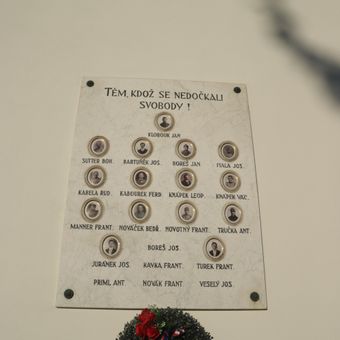 TĚM, KDOŽ SE NEDOČKALI
SVOBODY!
KLOBOUK JAN
SUTTER BOH. BARTUNĚK JOS. BOREŠ JAN FIALA JOS.
KABELA RUD. KABOUREK FERD. KNÁPEK LEOP. KNÁPEK VÁC.
MANNER FRANT. NOVÁČEK BEDŘ. NOVOTNÝ FRANT. TRUČKA ANT.
BOREŠ JOS.
JURÁNEK JOS. KAVKA FRANT. TUREK FRANT.
PRIML ANT. NOVÁK FRANT. VESELÝ JOS.